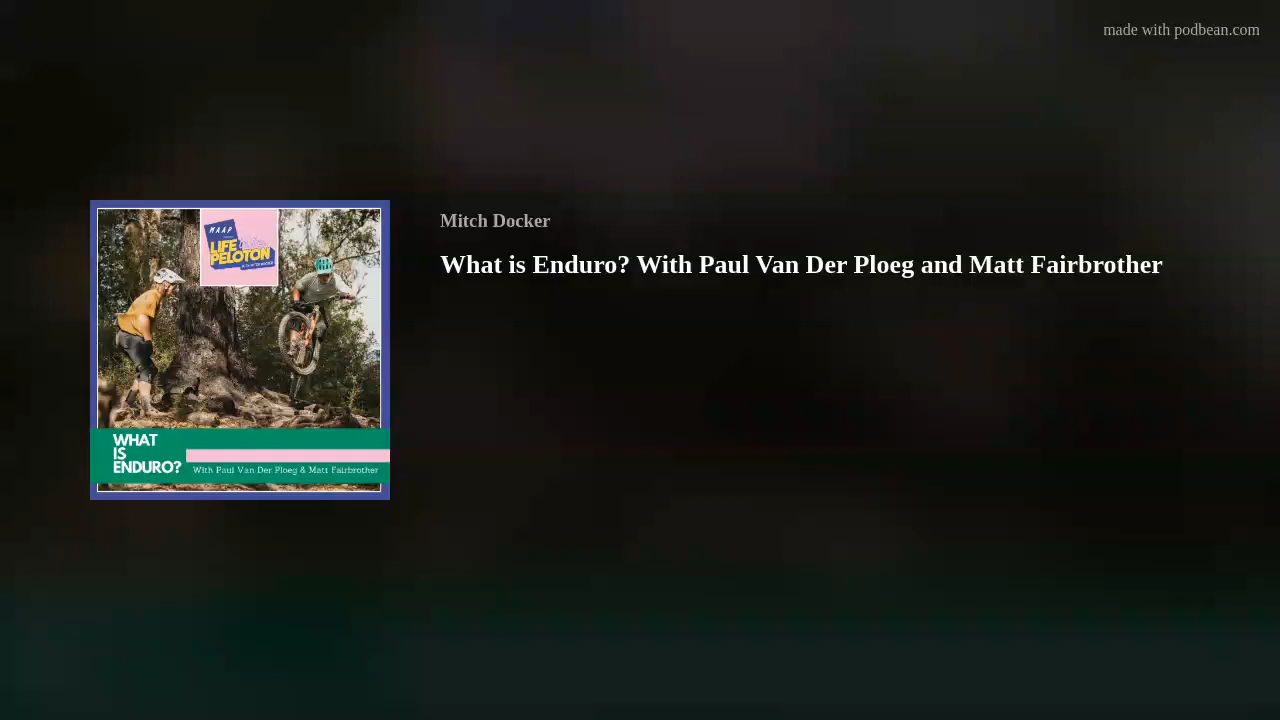 made with podbean.com
Mitch Docker
What is Enduro? With Paul Van Der Ploeg and Matt Fairbrother
MAAP
LIFE
PELOTON
WHAT
IS
ENDURO?
With Paul Van Der Ploeg & Matt Fairbrother